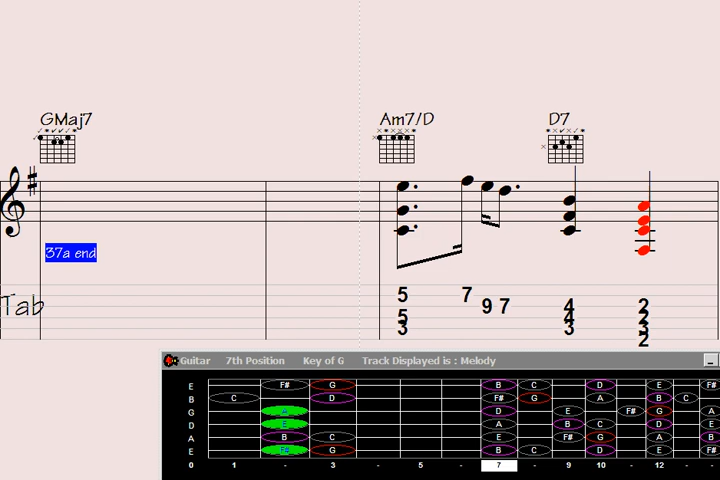 GMaj7 Am7/D D7
37a end
Tab
5 7 4 2
9 7
5 4 2
3 3 3
2
Guitar 7th Position Key of G Track Displayed is : Melody
E F# G B C D E F#
B C D F# G A B C
G A D E F# G A
D E A B C D E
A B C E F# G A B
E F# G B C D E F#
0 1 - 3 - 5 - 7 - 9 10 - 12 - -